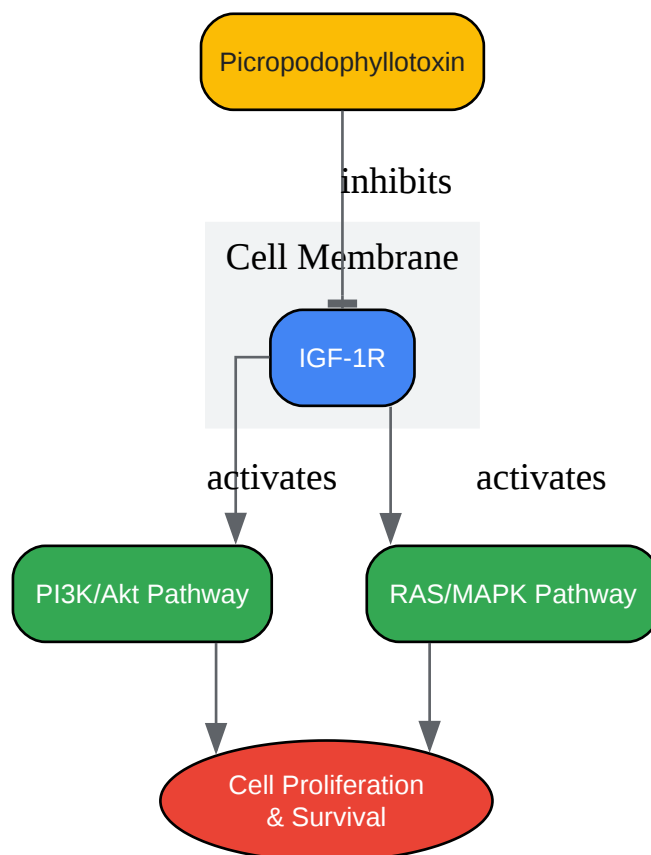 Picropodophyllotoxin
inhibits
Cell Membrane
IGF-1R
activates
activates
PI3K/Akt Pathway
RAS/MAPK Pathway
Cell Proliferation
& Survival